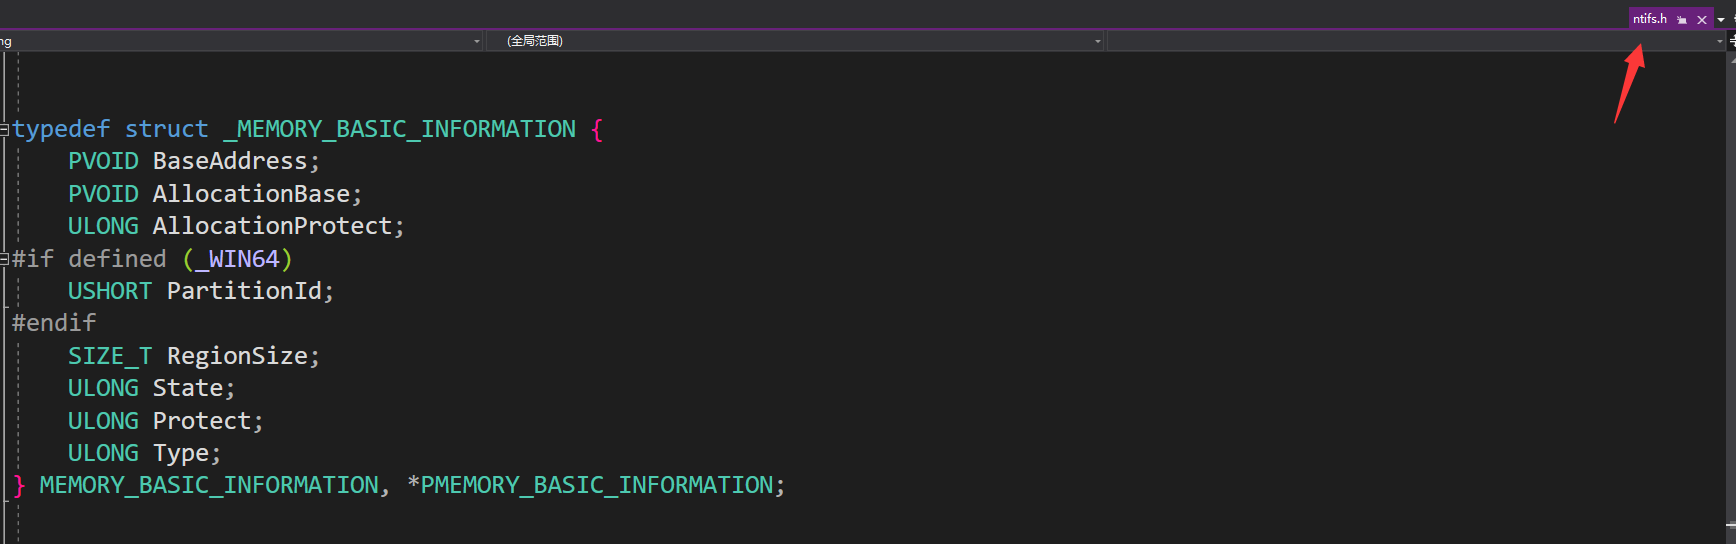 ntifs.h
ng
(全局范围)
typedef struct _MEMORY_BASIC_INFORMATION {
    PVOID BaseAddress;
    PVOID AllocationBase;
    ULONG AllocationProtect;
#if defined (_WIN64)
    USHORT PartitionId;
#endif
    SIZE_T RegionSize;
    ULONG State;
    ULONG Protect;
    ULONG Type;
} MEMORY_BASIC_INFORMATION, *PMEMORY_BASIC_INFORMATION;